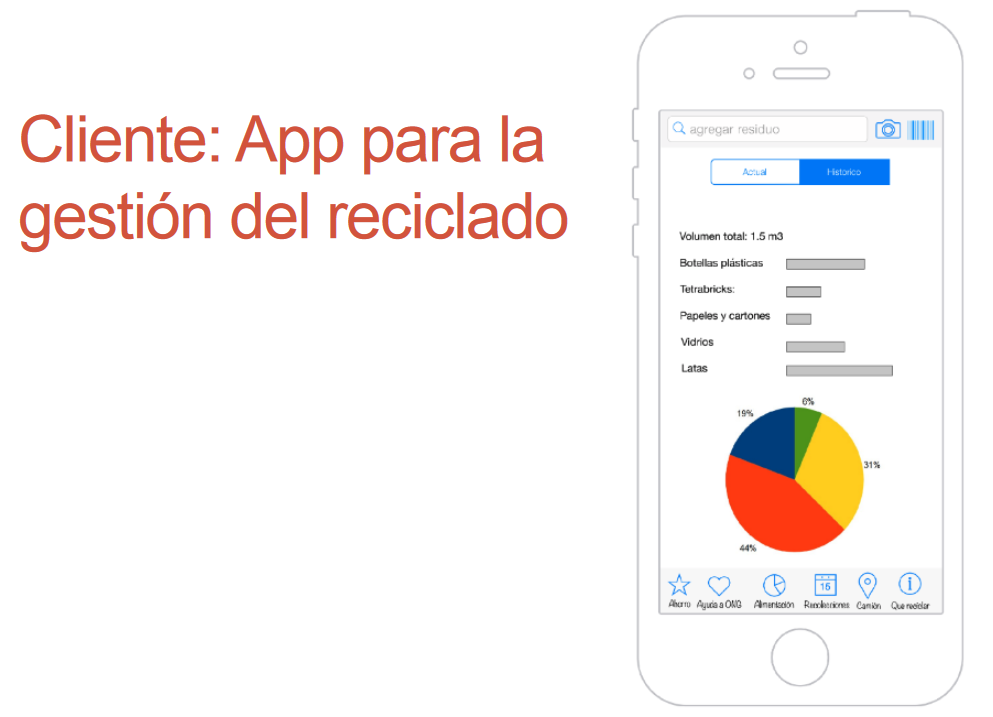 Cliente: App para la
gestión del reciclado
agregar residuo
Actual
Historico
Volumen total: 1.5 m3
Botellas plásticas
Tetrabricks:
Papeles y cartones
Vidrios
Latas
6%
19%
31%
44%
15
Ahorro Ayuda a ONG Alimentación Recolecciones Camión Que reciclar